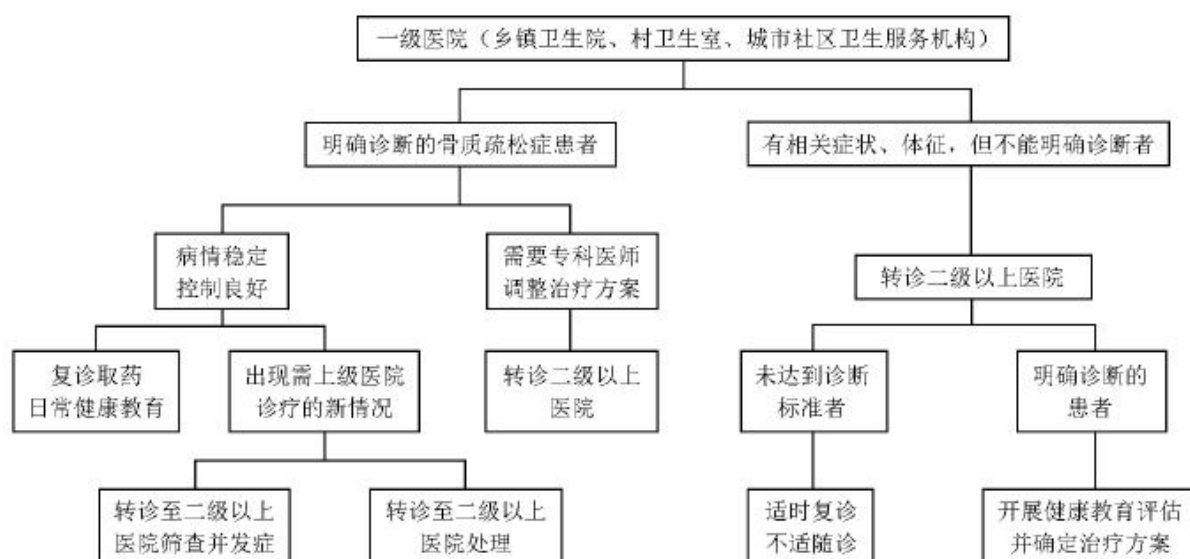 一级医院（乡镇卫生院、村卫生室、城市社区卫生服务机构）
明确诊断的骨质疏松症患者
有相关症状、体征，但不能明确诊断者
病情稳定
控制良好
需要专科医师
调整治疗方案
转诊二级以上医院
复诊取药
日常健康教育
出现需上级医院
诊疗的新情况
转诊二级以上
医院
未达到诊断
标准者
明确诊断的
患者
转诊至二级以上
医院筛查并发症
转诊至二级以上
医院处理
适时复诊
不适随诊
开展健康教育评估
并确定治疗方案